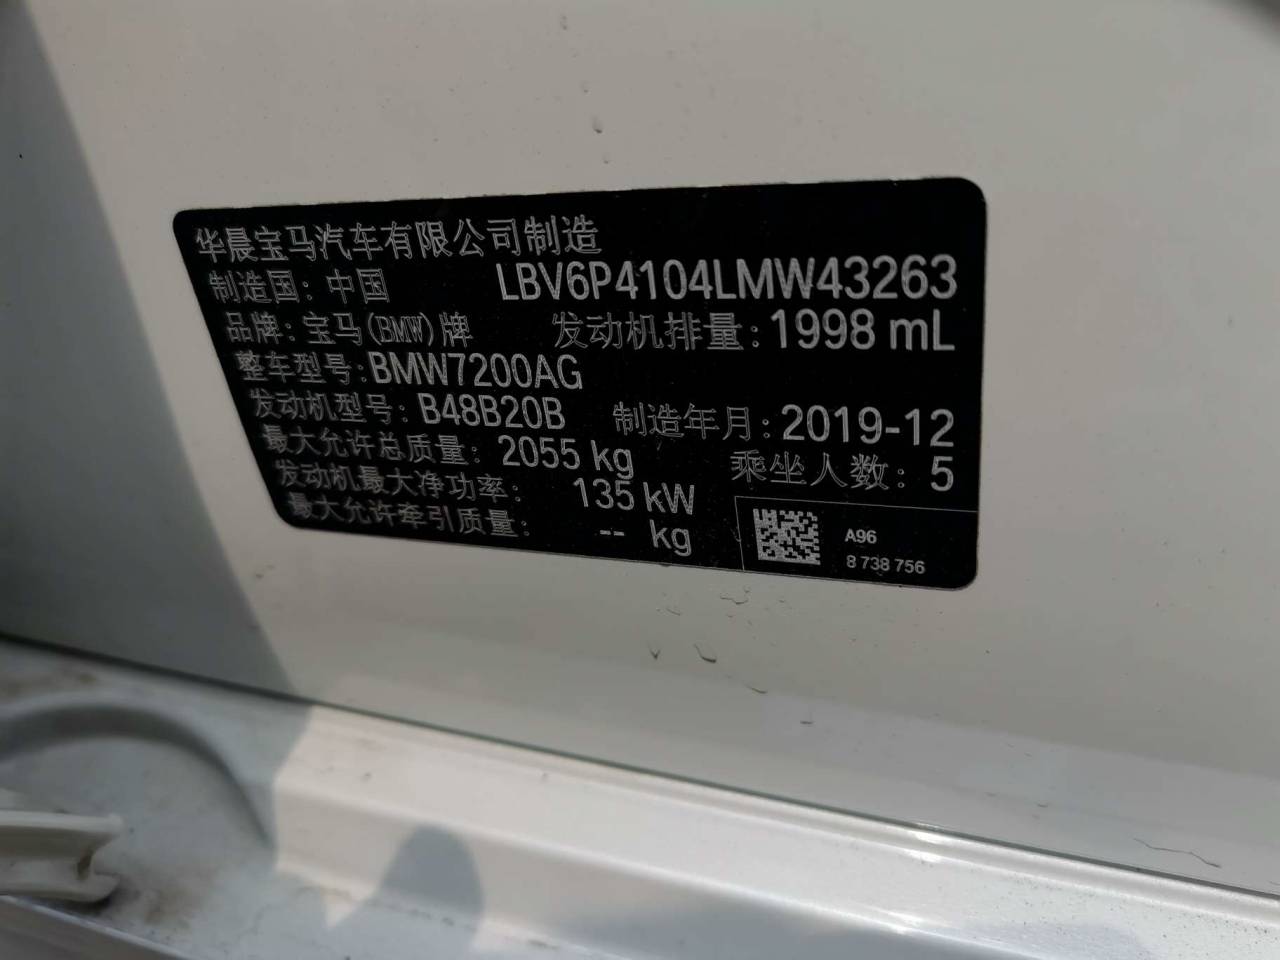 华晨宝马汽车有限公司制造
制造国：中国 LBV6P4104LMW43263
品牌：宝马(BMW)牌 发动机排量：1998 mL
整车型号：BMW7200AG
发动机型号：B48B20B 制造年月：2019-12
最大允许总质量：2055 kg 乘坐人数：5
发动机最大净功率：135 kW
最大允许牵引质量：-- kg
A96
8 738 756